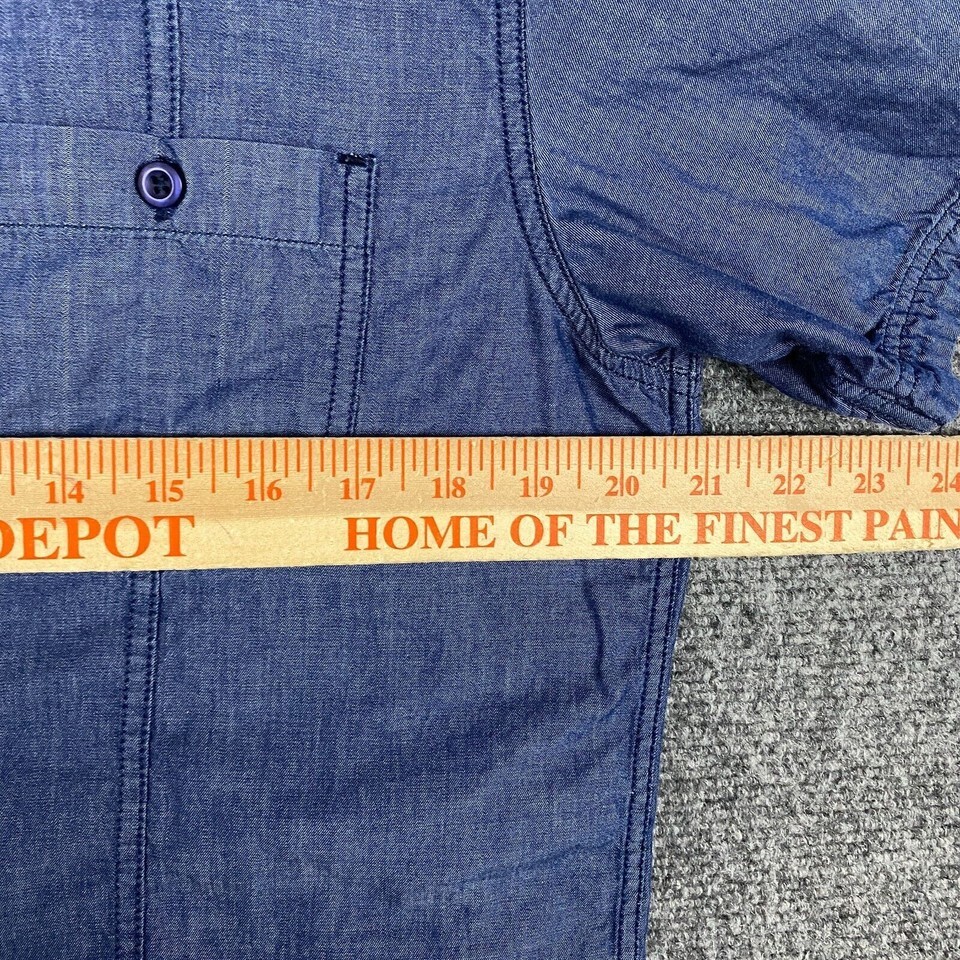 14 15 16 17 18 19 20 21 22 23 24
DEPOT HOME OF THE FINEST PAIN